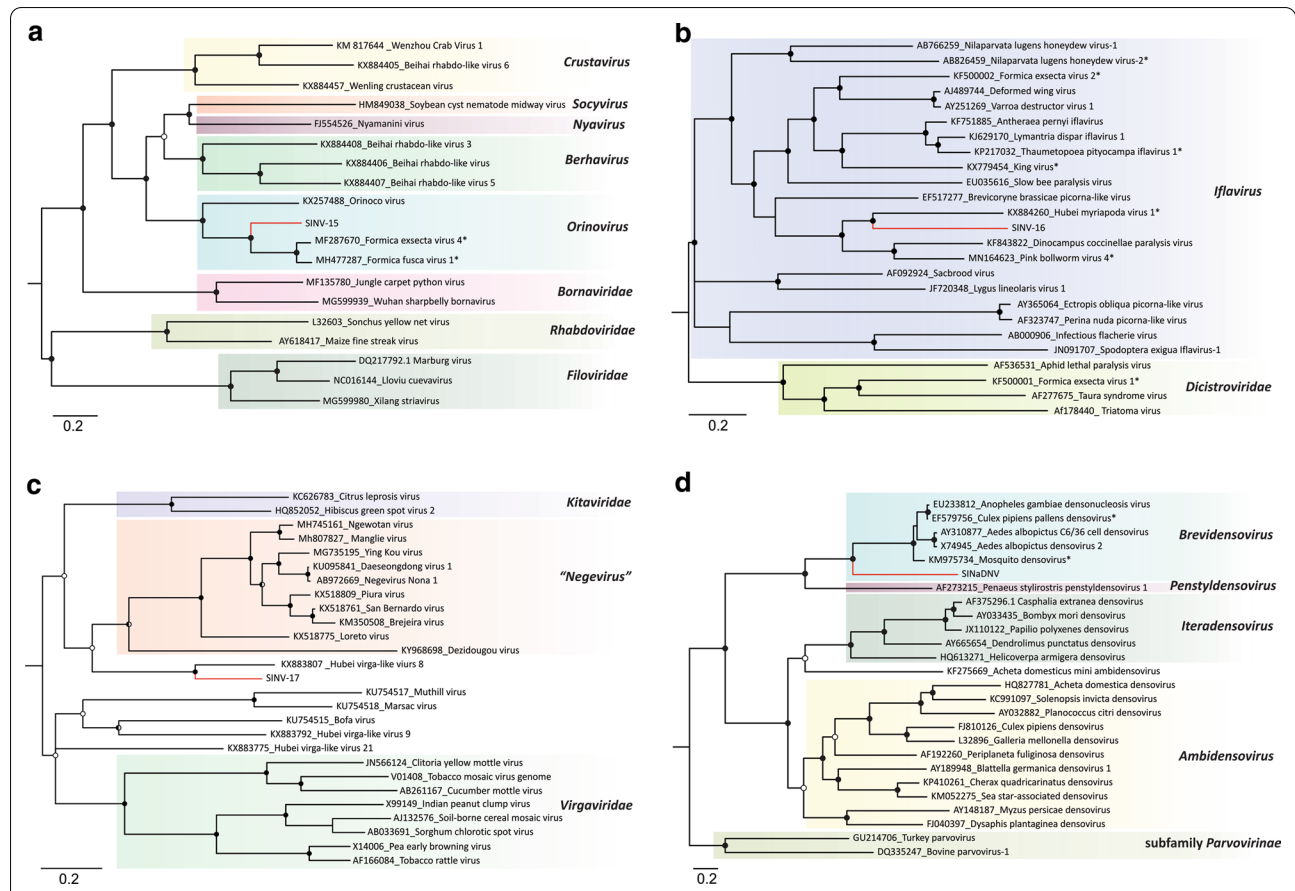 a
KM 817644 _ Wenzhou Crab Virus 1
KX884405_Beihai rhabdo-like virus 6
KX884457_Wenling crustacean virus
Crustavirus
HM849038_Soybean cyst nematode midway virus
Socyvirus
FJ554526_Nyamanini virus
Nyavirus
KX884408_Beihai rhabdo-like virus 3
KX884406_Beihai rhabdo-like virus
KX884407_Beihai rhabdo-like virus 5
Berhavirus
KX257488_Orinoco virus
SINV-15
MF287670_Formica exsecta virus 4*
MH477287_Formica fusca virus 1*
Orinovirus
MF135780_Jungle carpet python virus
MG599939_Wuhan sharpbelly bornavirus
Bornaviridae
L32603_Sonchus yellow net virus
AY618417_Maize fine streak virus
Rhabdoviridae
DQ217792.1 Marburg virus
NC016144_Lloviu cuevavirus
MG599980_Xilang striavirus
Filoviridae
0.2
b
AB766259_Nilaparvata lugens honeydew virus-1
AB826459_Nilaparvata lugens honeydew virus-2*
KF500002_Formica exsecta virus 2*
AJ489744_Deformed wing virus
AY251269_Varroa destructor virus 1
KF751885_Antheraea pernyi iflavirus
KJ629170_Lymantria dispar iflavirus 1
KP217032_Thaumetopoea pityocampa iflavirus 1*
KX779454_King virus*
EU035616_Slow bee paralysis virus
EF517277_Brevicoryne brassicae picorna-like virus
KX884260_Hubei myriapoda virus 1*
SINV-16
KF843822_Dinocampus coccinellae paralysis virus
MN164623_Pink bollworm virus 4*
AF092924_Sacbrood virus
JF720348_Lygus lineolaris virus 1
AY365064_Ectropis obliqua picorna-like virus
AF323747_Perina nuda picorna-like virus
AB000906_Infectious flacherie virus
JN091707_Spodoptera exigua Iflavirus-1
Iflavirus
AF536531_Aphid lethal paralysis virus
KF500001_Formica exsecta virus 1*
AF277675_Taura syndrome virus
Af178440_ Triatoma virus
Dicistroviridae
0.2
c
KC626783_Citrus leprosis virus
HQ852052_Hibiscus green spot virus 2
Kitaviridae
MH745161_Ngewotan virus
Mh807827_ Manglie virus
MG735195_Ying Kou virus
KU095841_Daeseongdong virus 1
AB972669_Negevirus Nona 1
KX518809_Piura virus
KX518761_San Bernardo virus
KM350508_Brejeira virus
KX518775_Loreto virus
KY968698_Dezidougou virus
"Negevirus"
KX883807_Hubei virga-like viurs 8
SINV-17
KU754517_Muthill virus
KU754518_Marsac virus
KU754515_Bofa virus
KX883792_Hubei virga-like virus 9
KX883775_Hubei virga-like virus 21
JN566124_Clitoria yellow mottle virus
V01408_Tobacco mosaic virus genome
AB261167_Cucumber mottle virus
X99149_Indian peanut clump virus
AJ132576_Soil-borne cereal mosaic virus
AB033691_Sorghum chlorotic spot virus
X14006_Pea early browning virus
AF166084_Tobacco rattle virus
Virgaviridae
0.2
d
EU233812_Anopheles gambiae densonucleosis virus
EF579756_Culex pipiens pallens densovirus*
AY310877_Aedes albopictus C6/36 cell densovirus
X74945_Aedes albopictus densovirus 2
KM975734_Mosquito densovirus*
SINaDNV
Brevidensovirus
AF273215_Penaeus stylirostris penstyldensovirus 1
Penstyldensovirus
AF375296.1 Casphalia extranea densovirus
AY033435_Bombyx mori densovirus
JX110122_Papilio polyxenes densovirus
AY665654_Dendrolimus punctatus densovirus
HQ613271_Helicoverpa armigera densovirus
Iteradensovirus
KF275669_Acheta domesticus mini ambidensovirus
HQ827781_Acheta domestica densovirus
KC991097_Solenopsis invicta densovirus
AY032882_Planococcus citri densovirus
FJ810126_Culex pipiens densovirus
L32896_Galleria mellonella densovirus
AF192260_Periplaneta fuliginosa densovirus
AY189948_Blattella germanica densovirus 1
KP410261_Cherax quadricarinatus densovirus
KM052275_Sea star-associated densovirus
AY148187_Myzus persicae densovirus
FJ040397_Dysaphis plantaginea densovirus
Ambidensovirus
GU214706_Turkey parvovirus
DQ335247_Bovine parvovirus-1
subfamily Parvovirinae
0.2